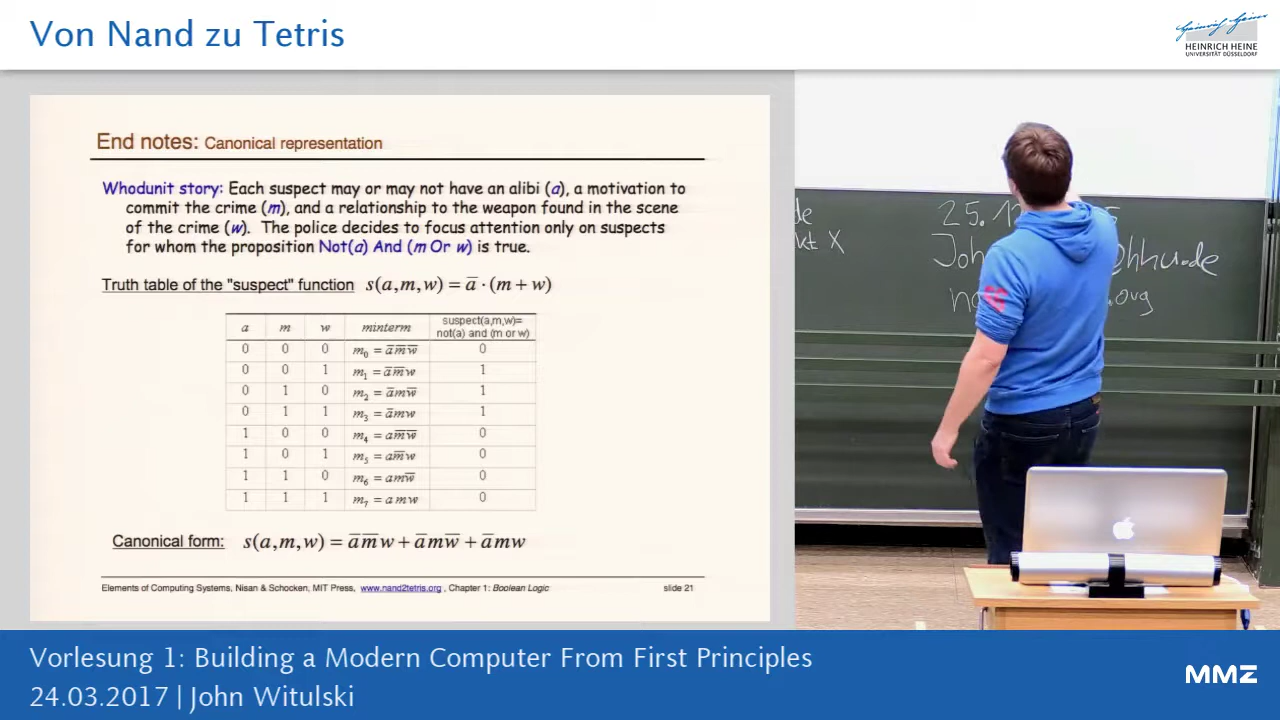 Von Nand zu Tetris
HEINRICH HEINE
UNIVERSITÄT DÜSSELDORF
End notes: Canonical representation
Whodunit story: Each suspect may or may not have an alibi (a), a motivation to
commit the crime (m), and a relationship to the weapon found in the scene
of the crime (w). The police decides to focus attention only on suspects
for whom the proposition Not(a) And (m Or w) is true.
Truth table of the "suspect" function s(a,m,w) = a̅ · (m + w)
a m w minterm suspect(a,m,w)= not(a) and (m or w)
0 0 0 m₀ = a̅ m̅ w̅ 0
0 0 1 m₁ = a̅ m̅ w 1
0 1 0 m₂ = a̅ m w̅ 1
0 1 1 m₃ = a̅ m w 1
1 0 0 m₄ = a m̅ w̅ 0
1 0 1 m₅ = a m̅ w 0
1 1 0 m₆ = a m w̅ 0
1 1 1 m₇ = a m w 0
Canonical form: s(a,m,w) = a̅ m̅ w + a̅ m w̅ + a̅ m w
Elements of Computing Systems, Nisan & Schocken, MIT Press, www.nand2tetris.org , Chapter 1: Boolean Logic slide 21
25.1
Joh @hhu.de
.org
Vorlesung 1: Building a Modern Computer From First Principles
24.03.2017 | John Witulski
MMZ